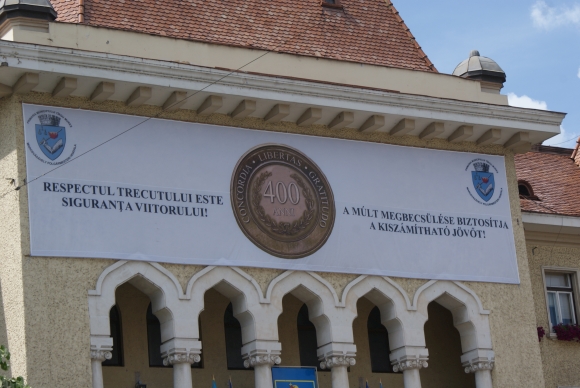 RESPECTUL TRECUTULUI ESTE
SIGURANȚA VIITORULUI!
CONCORDIA · LIBERTAS · GRATITUDO
400
A MÚLT MEGBECSÜLÉSE BIZTOSÍTJA
A KISZÁMÍTHATÓ JÖVŐT!